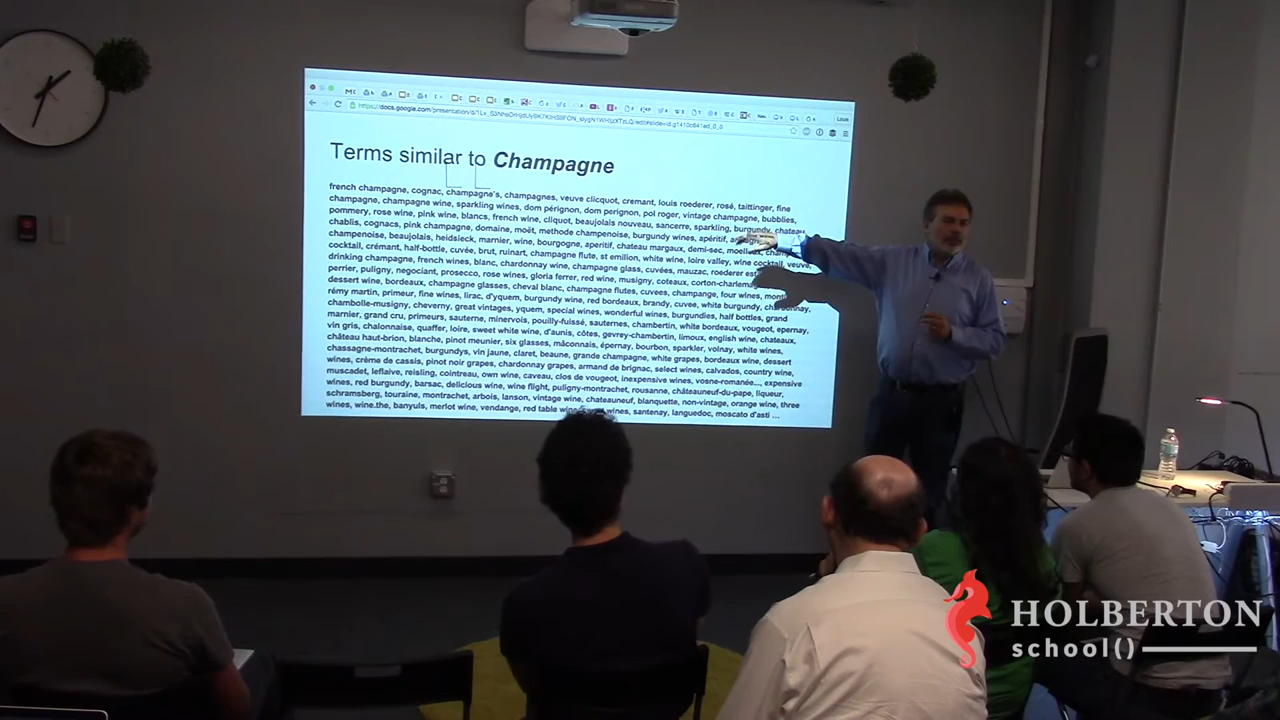 Terms similar to Champagne
french champagne, cognac, champagne's, champagnes, veuve clicquot, cremant, louis roederer, rosé, taittinger, fine
champagne, champagne wine, sparkling wines, dom pérignon, dom perignon, pol roger, vintage champagne, bubblies,
pommery, rose wine, pink wine, blancs, french wine, cliquot, beaujolais nouveau, sancerre, sparkling, burgundy, chateau
chablis, cognacs, pink champagne, domaine, moët, methode champenoise, burgundy wines, apéritif,
champenoise, beaujolais, heidsieck, marnier, wine, bourgogne, aperitif, chateau margaux, demi-sec,
cocktail, crémant, half-bottle, cuvée, brut, ruinart, champagne flute, st emilion, white wine, loire valley, wine cocktail, veuve,
drinking champagne, french wines, blanc, chardonnay wine, champagne glass, cuvées, mauzac, roederer
perrier, puligny, negociant, prosecco, rose wines, gloria ferrer, red wine, musigny, coteaux,
dessert wine, bordeaux, champagne glasses, cheval blanc, champagne flutes, cuvees, champange, four wines,
rémy martin, primeur, fine wines, lirac, d'yquem, burgundy wine, red bordeaux, brandy, cuvee, white burgundy, chardonnay,
chambolle-musigny, cheverny, great vintages, yquem, special wines, wonderful wines, burgundies, half bottles, grand
marnier, grand cru, primeurs, sauterne, minervois, pouilly-fuissé, sauternes, chambertin, white bordeaux, vougeot, epernay,
vin gris, chalonnaise, quaffer, loire, sweet white wine, d'aunis, côtes, gevrey-chambertin, limoux, english wine, chateaux,
château haut-brion, blanche, pinot meunier, six glasses, mâconnais, épernay, bourbon, sparkler, volnay, white wines,
chassagne-montrachet, burgundys, vin jaune, claret, beaune, grande champagne, white grapes, bordeaux wine, dessert
wines, crème de cassis, pinot noir grapes, chardonnay grapes, armand de brignac, select wines, calvados, country wine,
muscadet, leflaive, reisling, cointreau, own wine, caveau, clos de vougeot, inexpensive wines, vosne-romanée..., expensive
wines, red burgundy, barsac, delicious wine, wine flight, puligny-montrachet, rousanne, châteauneuf-du-pape, liqueur,
schramsberg, touraine, montrachet, arbois, lanson, vintage wine, chateauneuf, blanquette, non-vintage, orange wine, three
wines, wine.the, banyuls, merlot wine, vendange, red table wine, wines, santenay, languedoc, moscato d'asti ...
HOLBERTON
school()